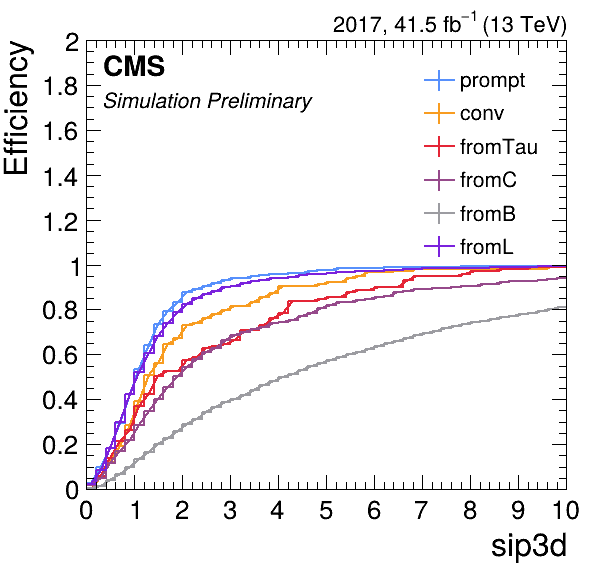 2017, 41.5 fb⁻¹ (13 TeV)
Efficiency
2
1.8
1.6
1.4
1.2
1
0.8
0.6
0.4
0.2
0
CMS
Simulation Preliminary
prompt
conv
fromTau
fromC
fromB
fromL
0 1 2 3 4 5 6 7 8 9 10
sip3d